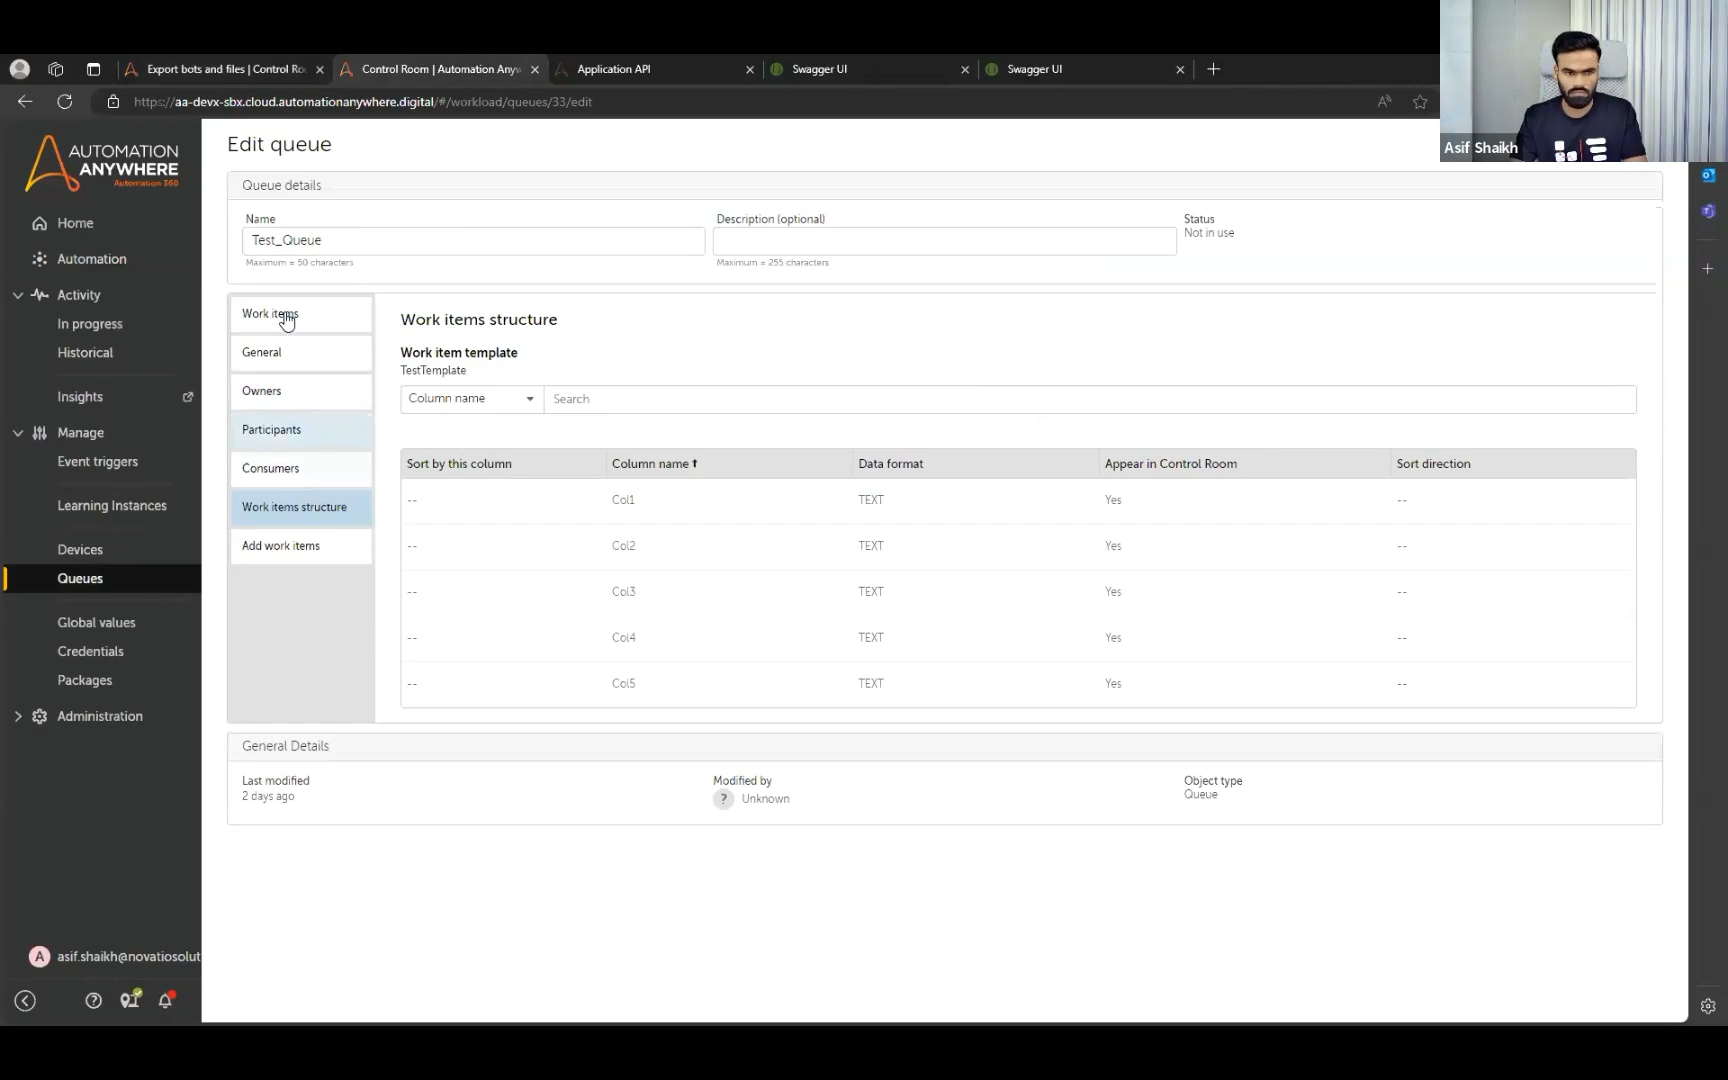 Export bots and files | Control Ro
Control Room | Automation Anyw
Application API
Swagger UI
Swagger UI
https://aa-devx-sbx.cloud.automationanywhere.digital/#/workload/queues/33/edit
Asif Shaikh
AUTOMATION
ANYWHERE
Automation 360
Home
Automation
Activity
In progress
Historical
Insights
Manage
Event triggers
Learning Instances
Devices
Queues
Global values
Credentials
Packages
Administration
A asif.shaikh@novatiosolut
Edit queue
Queue details
Name
Test_Queue
Maximum = 50 characters
Description (optional)
Maximum = 255 characters
Status
Not in use
Work items
General
Owners
Participants
Consumers
Work items structure
Add work items
Work items structure
Work item template
TestTemplate
Column name
Search
Sort by this column Column name Data format Appear in Control Room Sort direction
-- Col1 TEXT Yes --
-- Col2 TEXT Yes --
-- Col3 TEXT Yes --
-- Col4 TEXT Yes --
-- Col5 TEXT Yes --
General Details
Last modified
2 days ago
Modified by
? Unknown
Object type
Queue